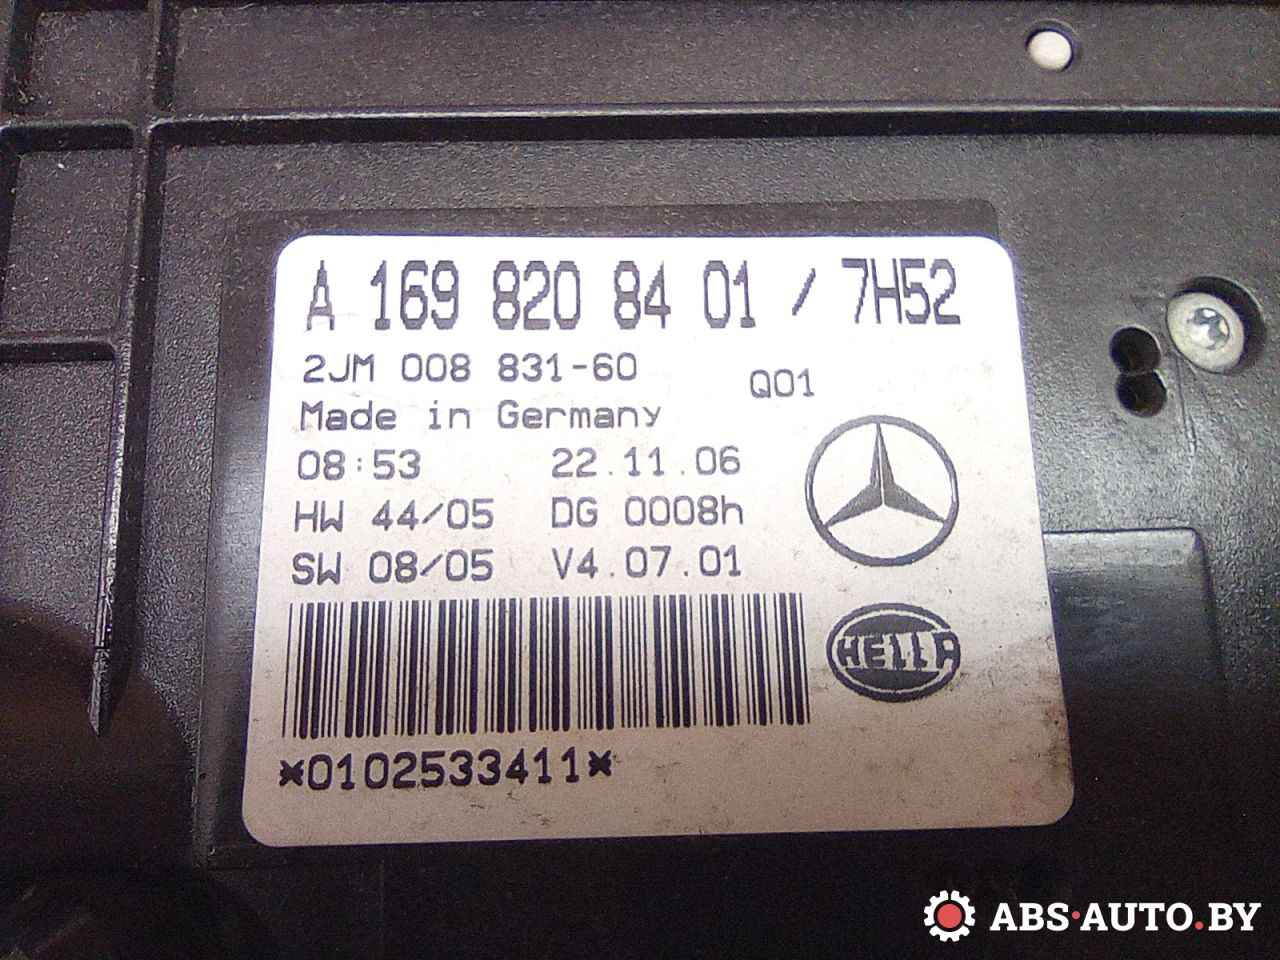 A 169 820 84 01 / 7H52
2JM 008 831-60
Q01
Made in Germany
08:53 22.11.06
HW 44/05 DG 0008h
SW 08/05 V4.07.01
HELLA
*0102533411*
ABS·AUTO.BY